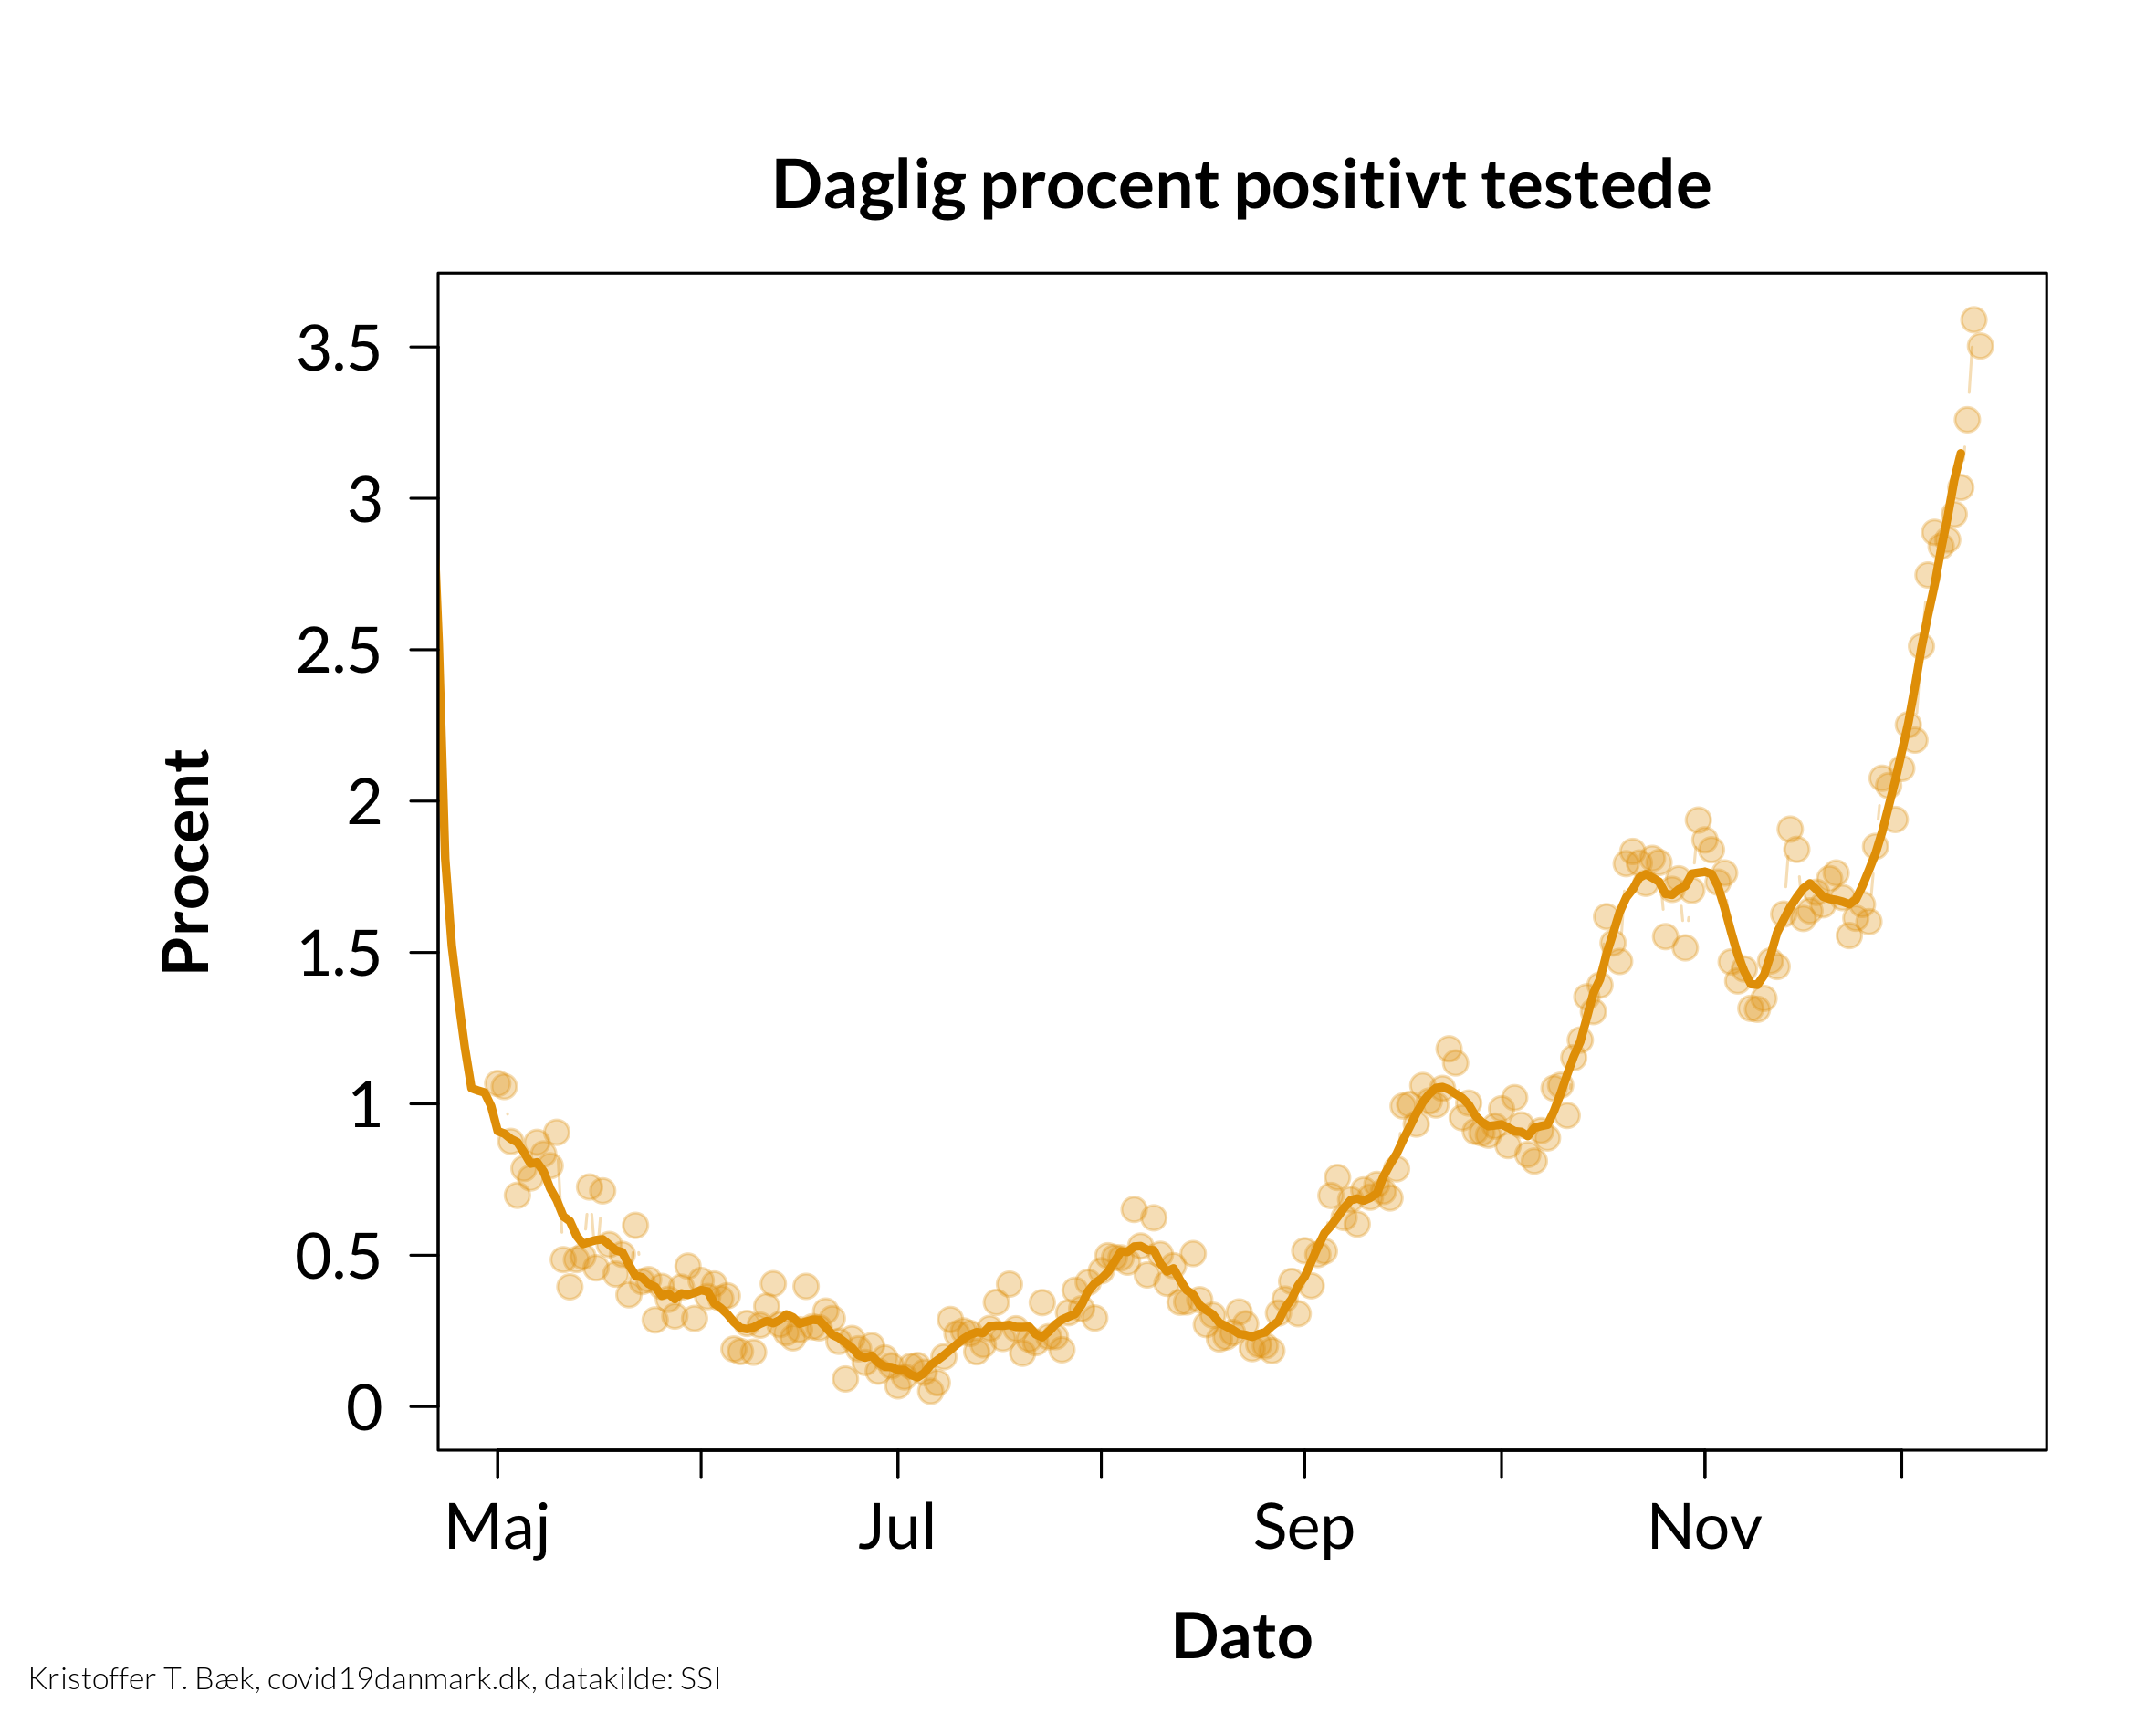 Daglig procent positivt testede
3.5
3
2.5
2
1.5
1
0.5
0
Procent
Maj Jul Sep Nov
Dato
Kristoffer T. Bæk, covid19danmark.dk, datakilde: SSI